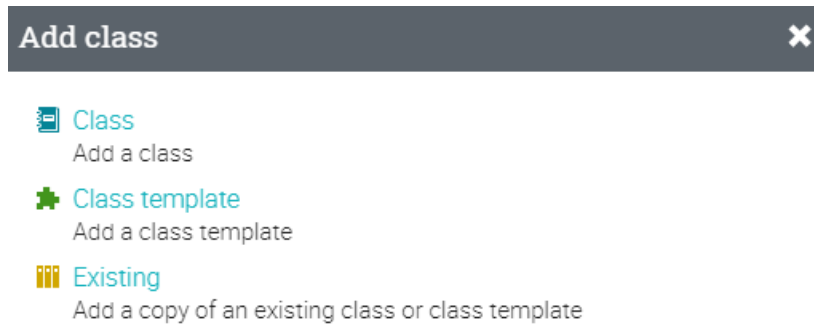 Add class
Class
Add a class
Class template
Add a class template
Existing
Add a copy of an existing class or class template